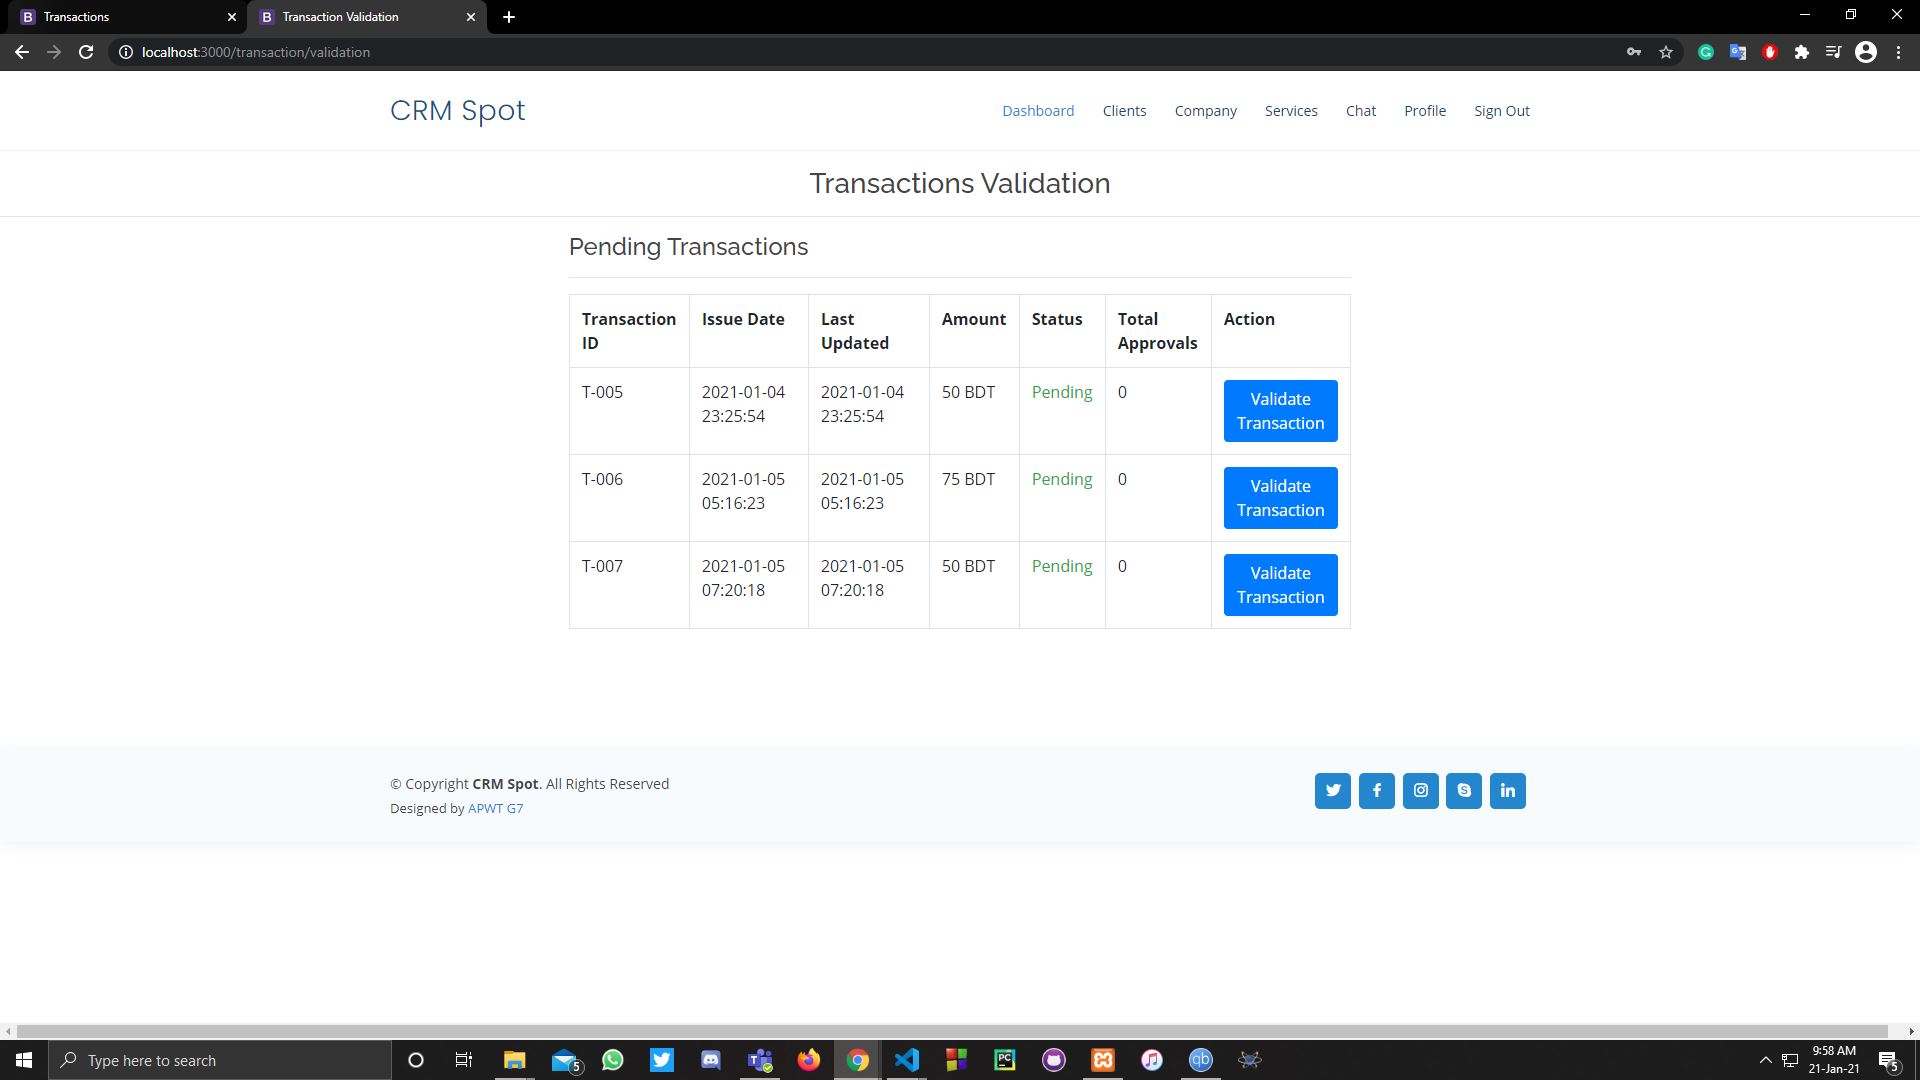 Transactions
Transaction Validation
localhost:3000/transaction/validation
CRM Spot
Dashboard Clients Company Services Chat Profile Sign Out
Transactions Validation
Pending Transactions
Transaction ID Issue Date Last Updated Amount Status Total Approvals Action
T-005 2021-01-04 23:25:54 2021-01-04 23:25:54 50 BDT Pending 0 Validate Transaction
T-006 2021-01-05 05:16:23 2021-01-05 05:16:23 75 BDT Pending 0 Validate Transaction
T-007 2021-01-05 07:20:18 2021-01-05 07:20:18 50 BDT Pending 0 Validate Transaction
© Copyright CRM Spot. All Rights Reserved
Designed by APWT G7
Type here to search
5
PC
qb
9:58 AM
21-Jan-21
5